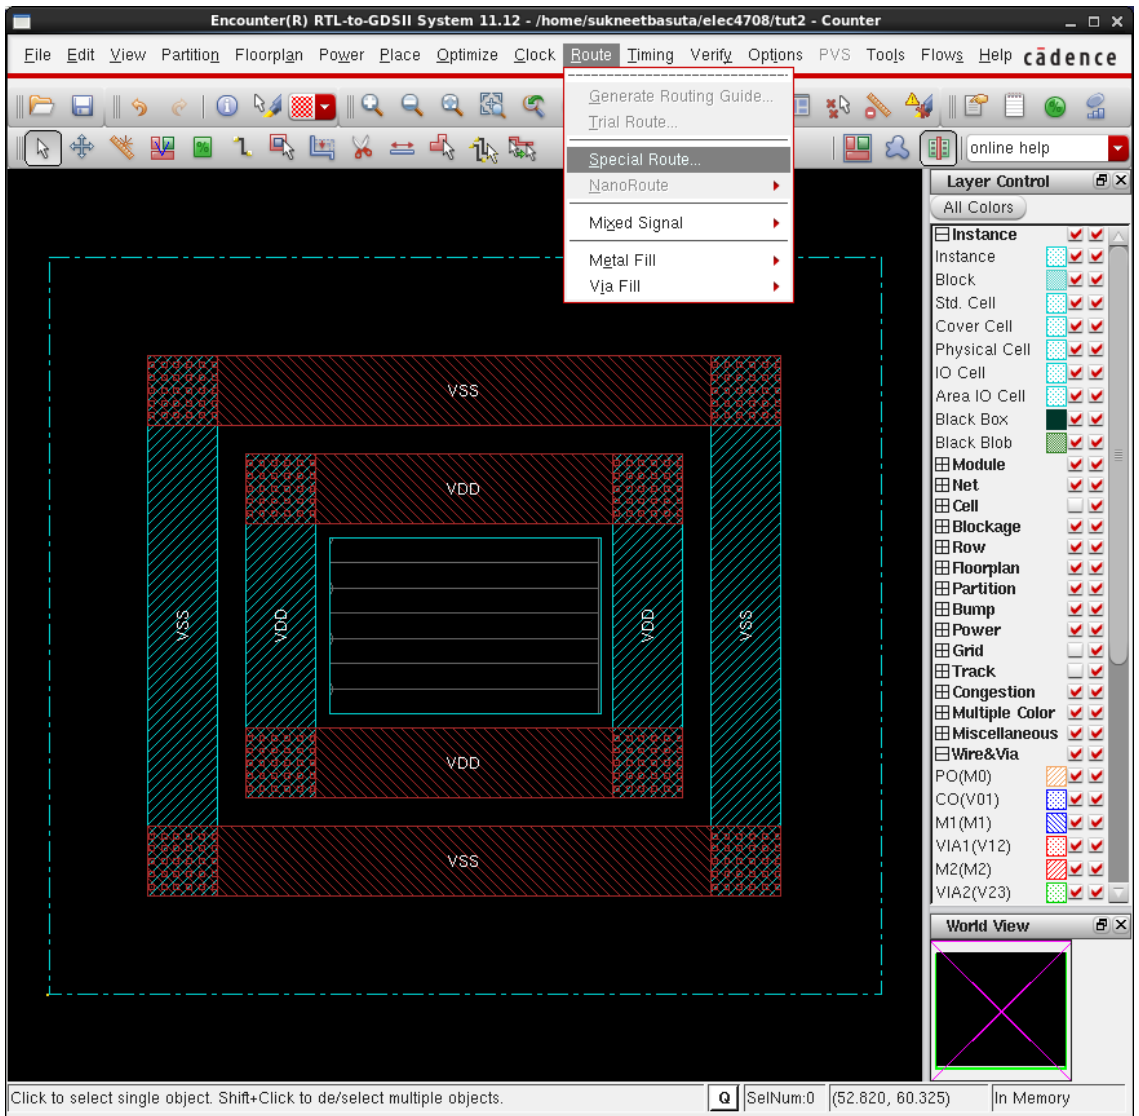 Encounter(R) RTL-to-GDSII System 11.12 - /home/sukneetbasuta/elec4708/tut2 - Counter
File Edit View Partition Floorplan Power Place Optimize Clock Route Timing Verify Options PVS Tools Flows Help cādence
Generate Routing Guide...
Trial Route...
Special Route...
NanoRoute
Mixed Signal
Metal Fill
Via Fill
online help
Layer Control
All Colors
Instance
Instance
Block
Std. Cell
Cover Cell
Physical Cell
IO Cell
Area IO Cell
Black Box
Black Blob
Module
Net
Cell
Blockage
Row
Floorplan
Partition
Bump
Power
Grid
Track
Congestion
Multiple Color
Miscellaneous
Wire&Via
PO(M0)
CO(V01)
M1(M1)
VIA1(V12)
M2(M2)
VIA2(V23)
World View
VSS
VDD
VSS
VDD
VDD
VSS
VDD
VSS
Click to select single object. Shift+Click to de/select multiple objects.
Q
SelNum:0
(52.820, 60.325)
In Memory